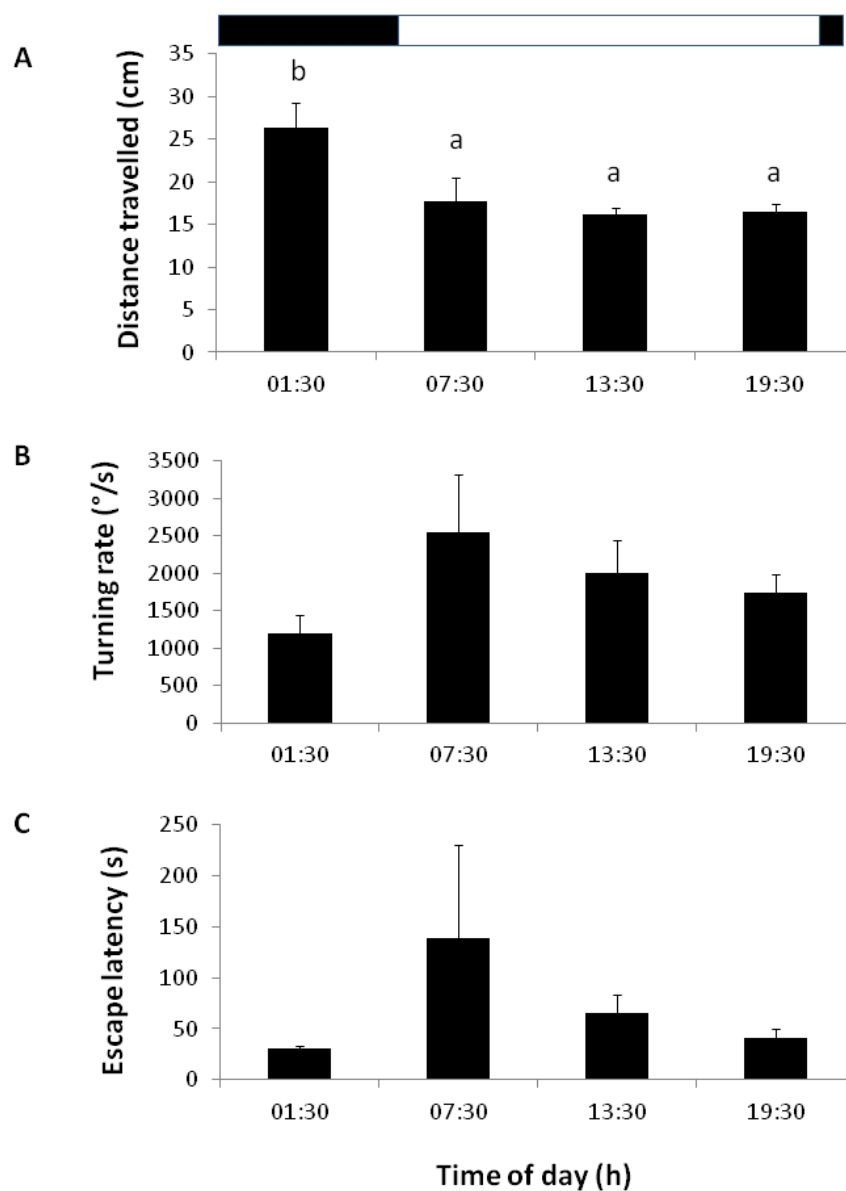 A
Distance travelled (cm)
35
30
25
20
15
10
5
0
b
a
a
a
01:30 07:30 13:30 19:30
B
Turning rate (°/s)
3500
3000
2500
2000
1500
1000
500
0
01:30 07:30 13:30 19:30
C
Escape latency (s)
250
200
150
100
50
0
01:30 07:30 13:30 19:30
Time of day (h)